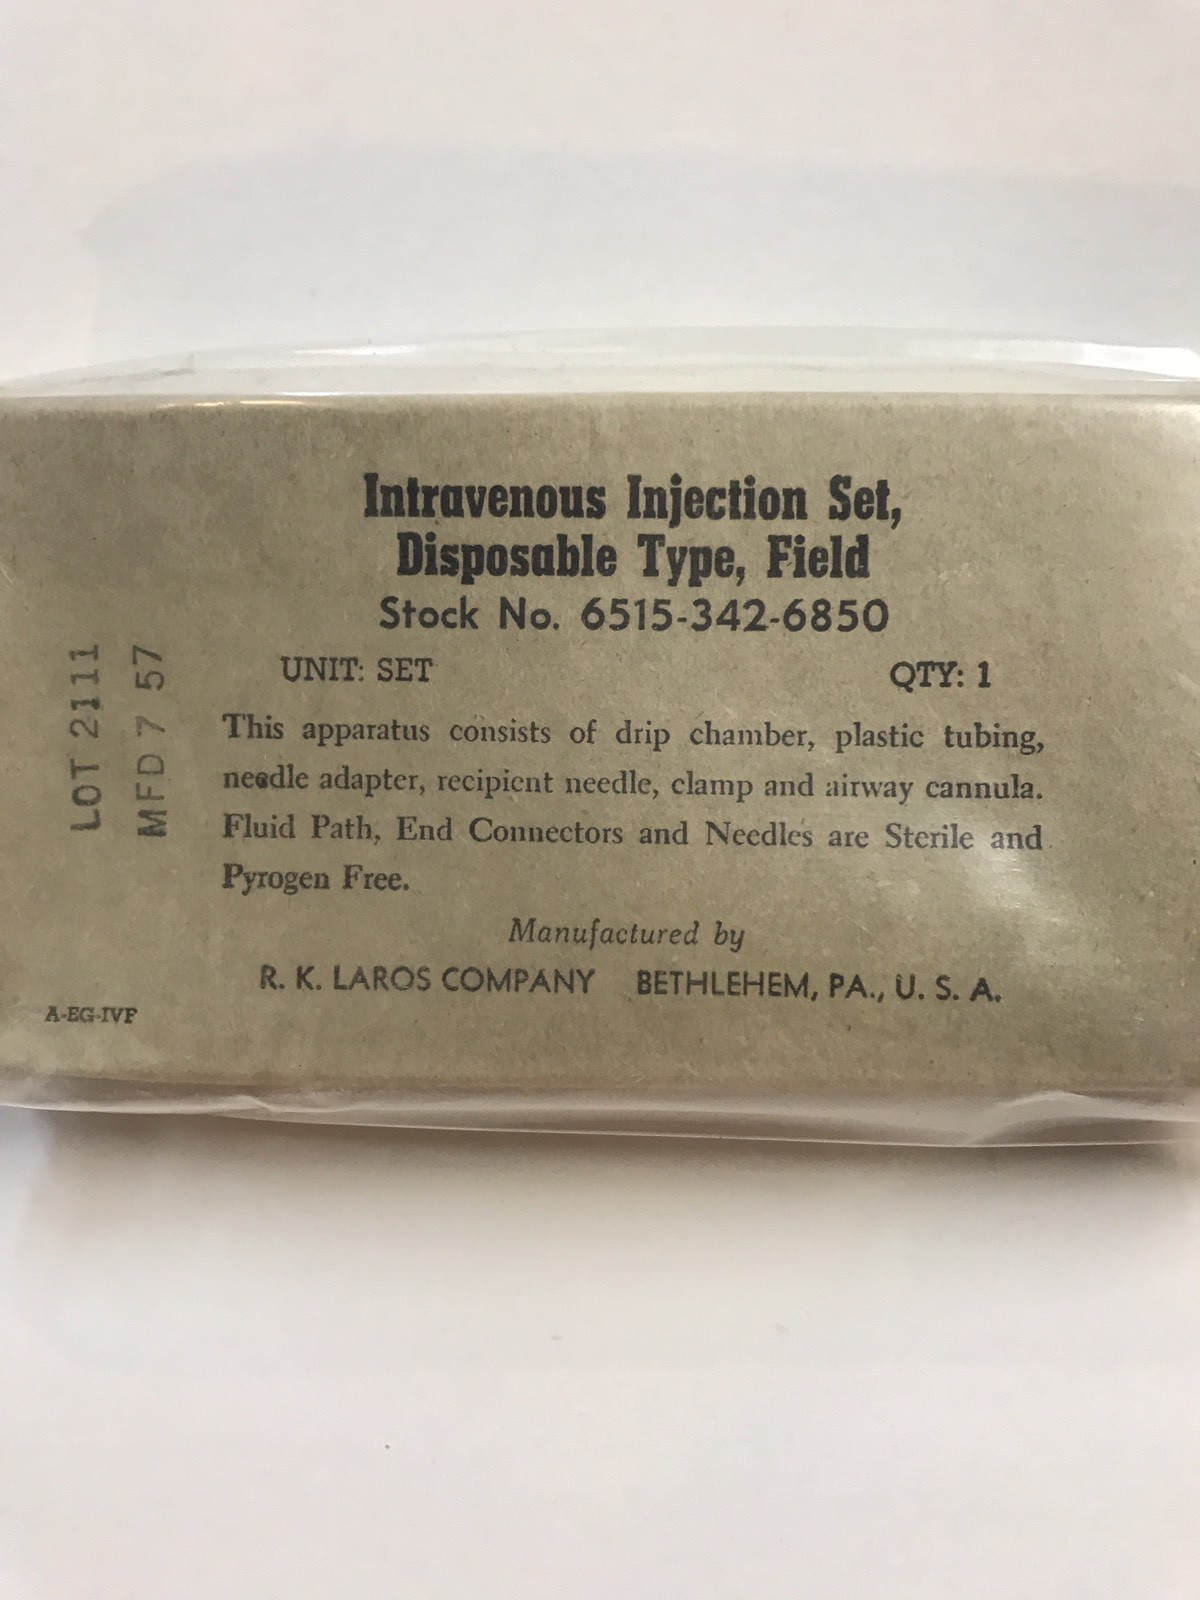 Intravenous Injection Set,
Disposable Type, Field
Stock No. 6515-342-6850
UNIT: SET QTY: 1
This apparatus consists of drip chamber, plastic tubing,
needle adapter, recipient needle, clamp and airway cannula.
Fluid Path, End Connectors and Needles are Sterile and
Pyrogen Free.
Manufactured by
R. K. LAROS COMPANY BETHLEHEM, PA., U. S. A.
A-EG-IVF
LOT 2111
MFD 7 57